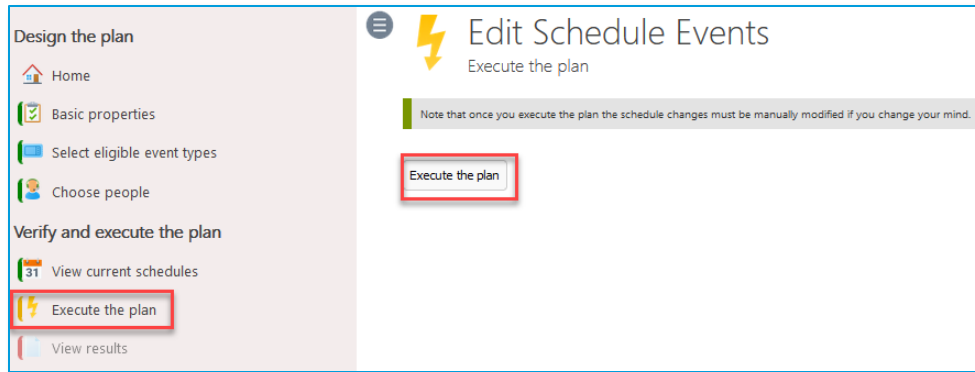 Design the plan
Home
Basic properties
Select eligible event types
Choose people
Verify and execute the plan
31 View current schedules
Execute the plan
View results
Edit Schedule Events
Execute the plan
Note that once you execute the plan the schedule changes must be manually modified if you change your mind.
Execute the plan